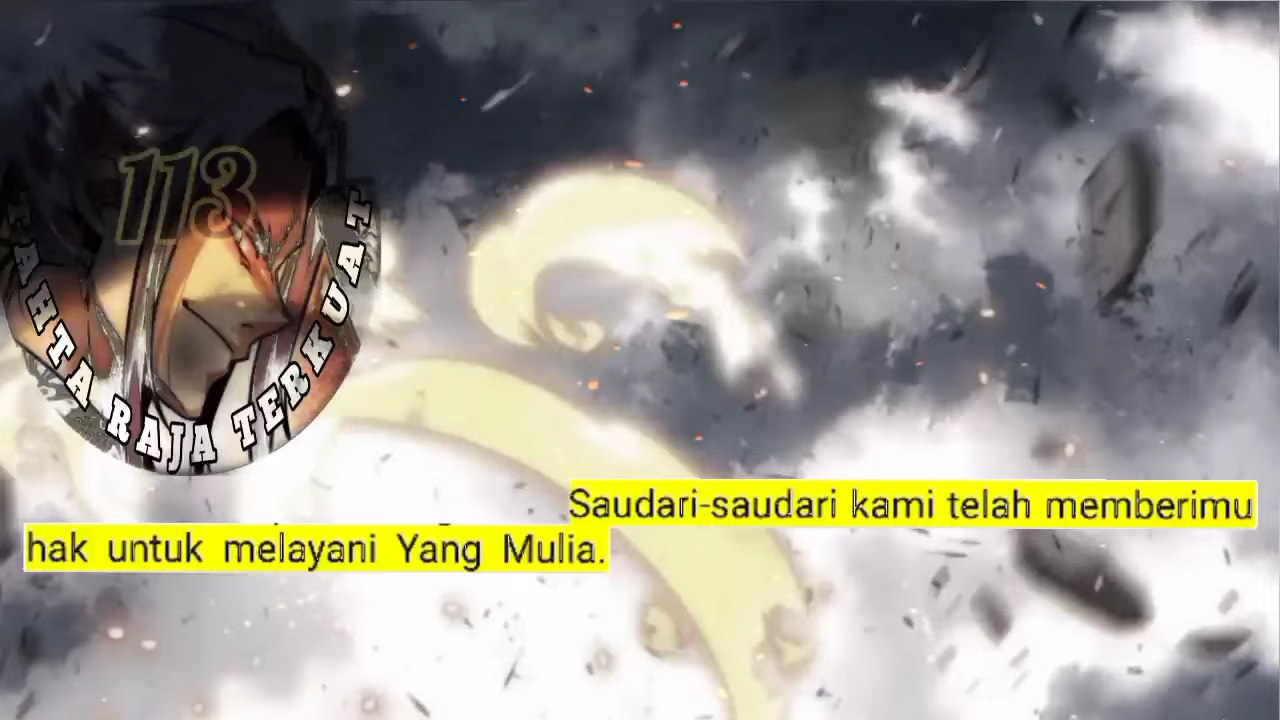 113
TAHTA RAJA TERKUAT
Saudari-saudari kami telah memberimu
hak untuk melayani Yang Mulia.